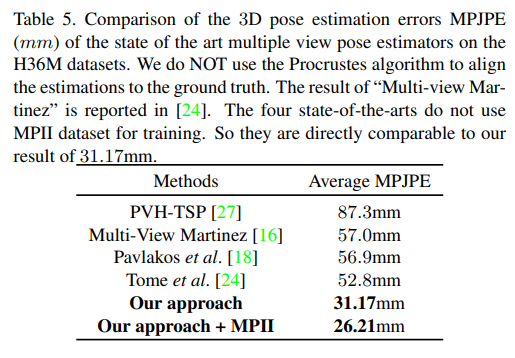 Table 5. Comparison of the 3D pose estimation errors MPJPE
(mm) of the state of the art multiple view pose estimators on the
H36M datasets. We do NOT use the Procrustes algorithm to align
the estimations to the ground truth. The result of “Multi-view Mar-
tinez” is reported in [24]. The four state-of-the-arts do not use
MPII dataset for training. So they are directly comparable to our
result of 31.17mm.
Methods Average MPJPE
PVH-TSP [27] 87.3mm
Multi-View Martinez [16] 57.0mm
Pavlakos et al. [18] 56.9mm
Tome et al. [24] 52.8mm
Our approach 31.17mm
Our approach + MPII 26.21mm